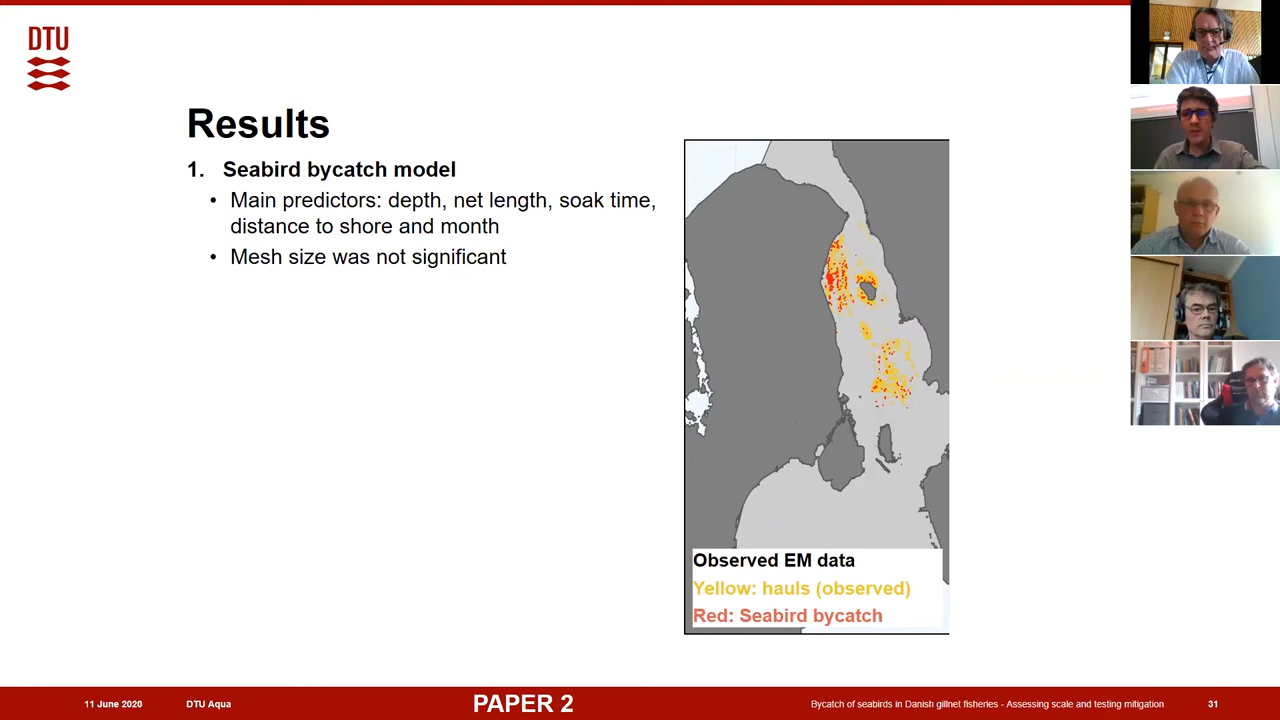 DTU
Results
1. Seabird bycatch model
• Main predictors: depth, net length, soak time,
distance to shore and month
• Mesh size was not significant
Observed EM data
Yellow: hauls (observed)
Red: Seabird bycatch
11 June 2020
DTU Aqua
PAPER 2
Bycatch of seabirds in Danish gillnet fisheries - Assessing scale and testing mitigation
31